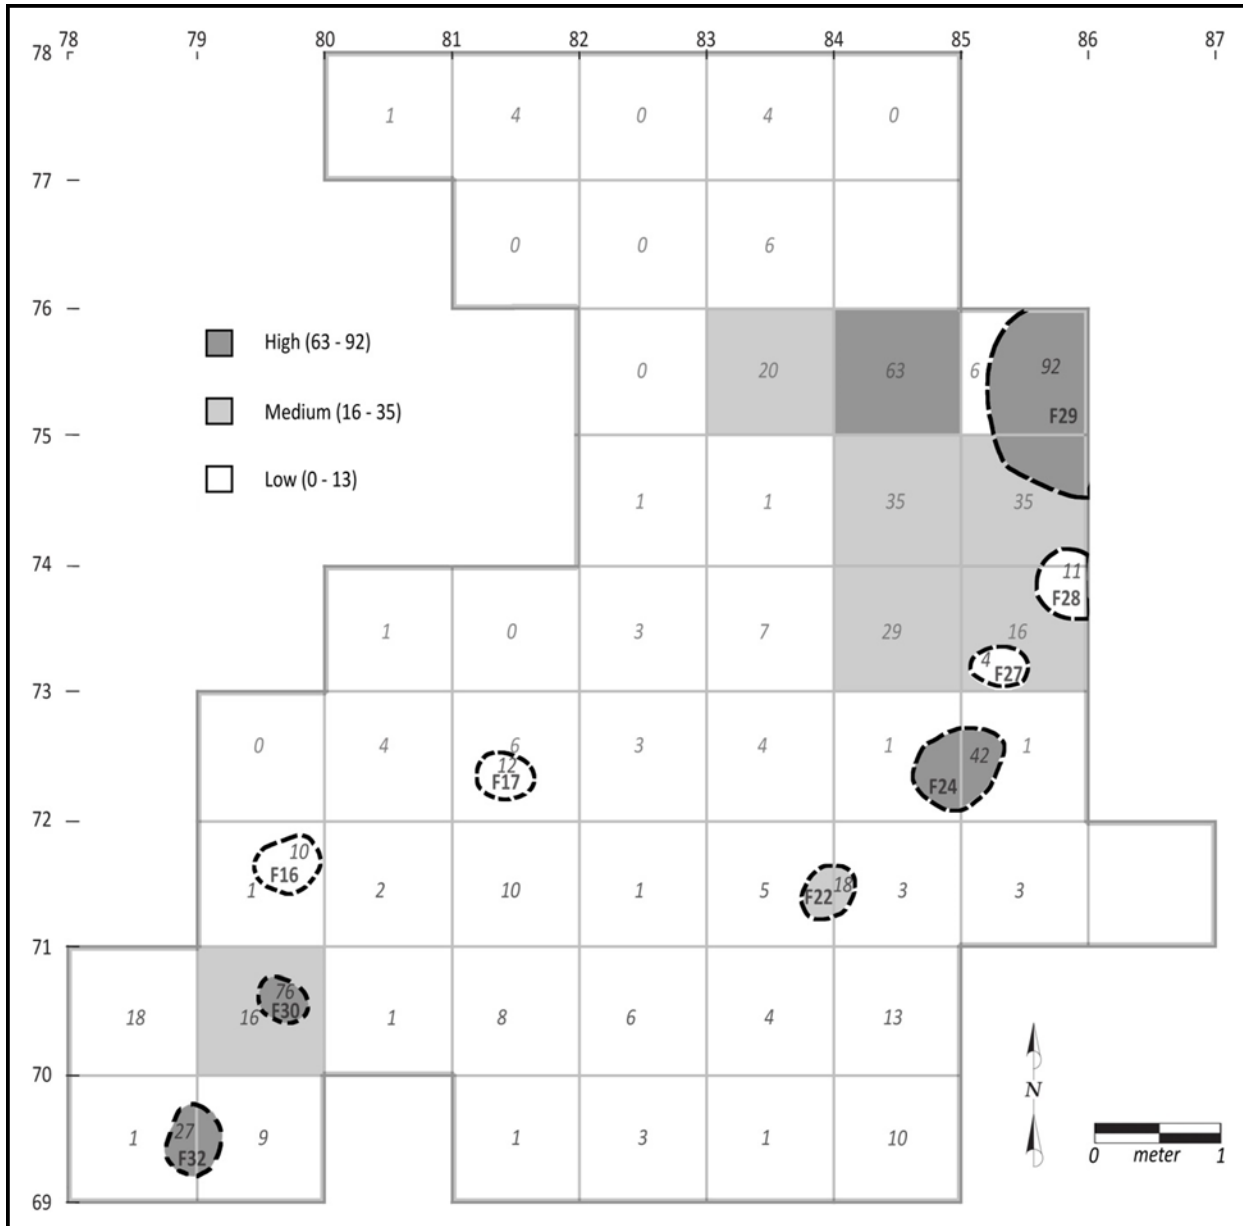 78 79 80 81 82 83 84 85 86 87
78
1 4 0 4 0
77
0 0 6
76
High (63 - 92)
0 20 63 6 92
F29
Medium (16 - 35)
75
Low (0 - 13)
1 1 35 35
74
11
F28
1 0 3 7 29 16
4
F27
73
0 4 6 3 4 1 42 1
12
F17
F24
72
10
F16
1 2 10 1 5 18 3 3
F22
71
76
F30
18 16 1 8 6 4 13
70
N
1 27 9 1 3 1 10
F32
0 meter 1
69